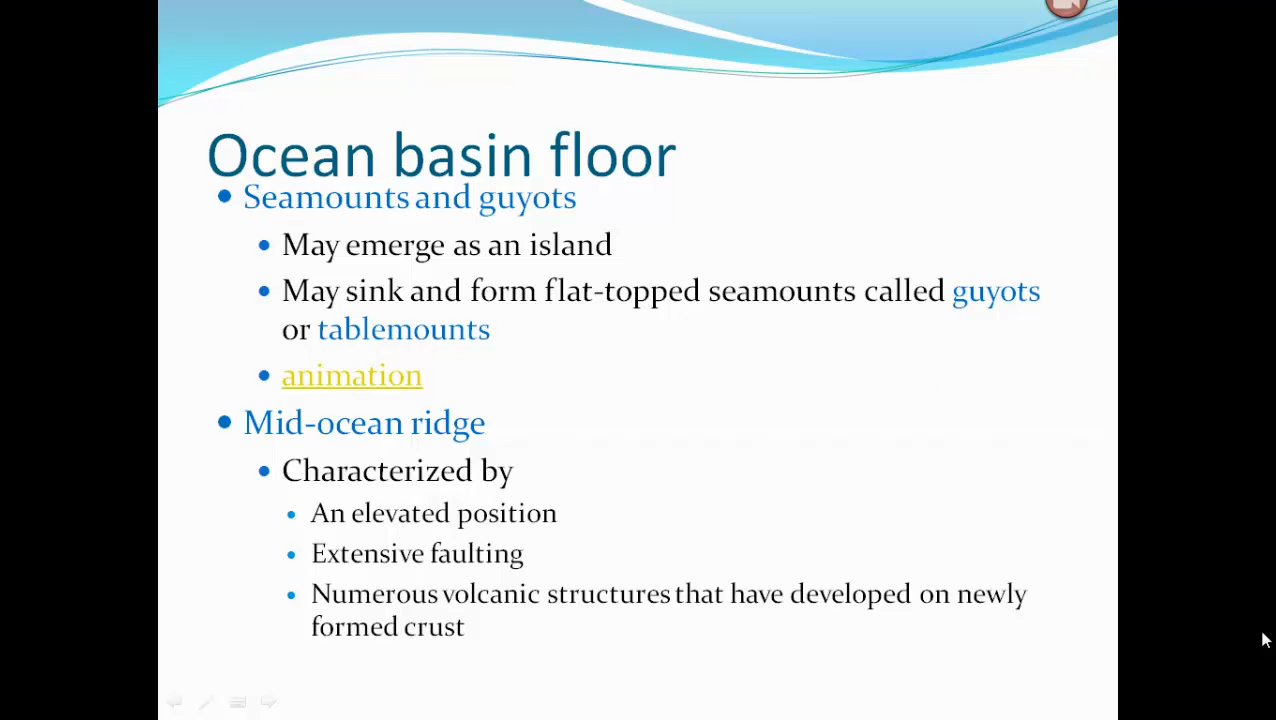 Ocean basin floor
• Seamounts and guyots
• May emerge as an island
• May sink and form flat-topped seamounts called guyots
or tablemounts
• animation
• Mid-ocean ridge
• Characterized by
• An elevated position
• Extensive faulting
• Numerous volcanic structures that have developed on newly
formed crust